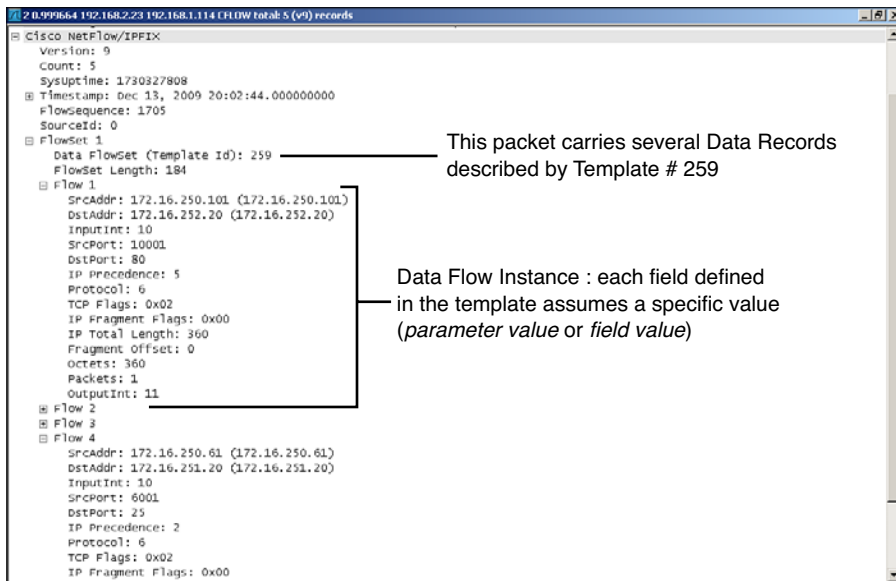 2 0.999664 192.168.2.23 192.168.1.114 CFLOW total: 5 (v9) records
Cisco NetFlow/IPFIX
Version: 9
Count: 5
SysUptime: 1730327808
Timestamp: Dec 13, 2009 20:02:44.000000000
FlowSequence: 1705
SourceId: 0
FlowSet 1
Data FlowSet (Template Id): 259
FlowSet Length: 184
Flow 1
SrcAddr: 172.16.250.101 (172.16.250.101)
DstAddr: 172.16.252.20 (172.16.252.20)
InputInt: 10
SrcPort: 10001
DstPort: 80
IP Precedence: 5
Protocol: 6
TCP Flags: 0x02
IP Fragment Flags: 0x00
IP Total Length: 360
Fragment Offset: 0
Octets: 360
Packets: 1
OutputInt: 11
Flow 2
Flow 3
Flow 4
SrcAddr: 172.16.250.61 (172.16.250.61)
DstAddr: 172.16.251.20 (172.16.251.20)
InputInt: 10
SrcPort: 6001
DstPort: 25
IP Precedence: 2
Protocol: 6
TCP Flags: 0x02
IP Fragment Flags: 0x00
This packet carries several Data Records
described by Template # 259
Data Flow Instance : each field defined
in the template assumes a specific value
(parameter value or field value)